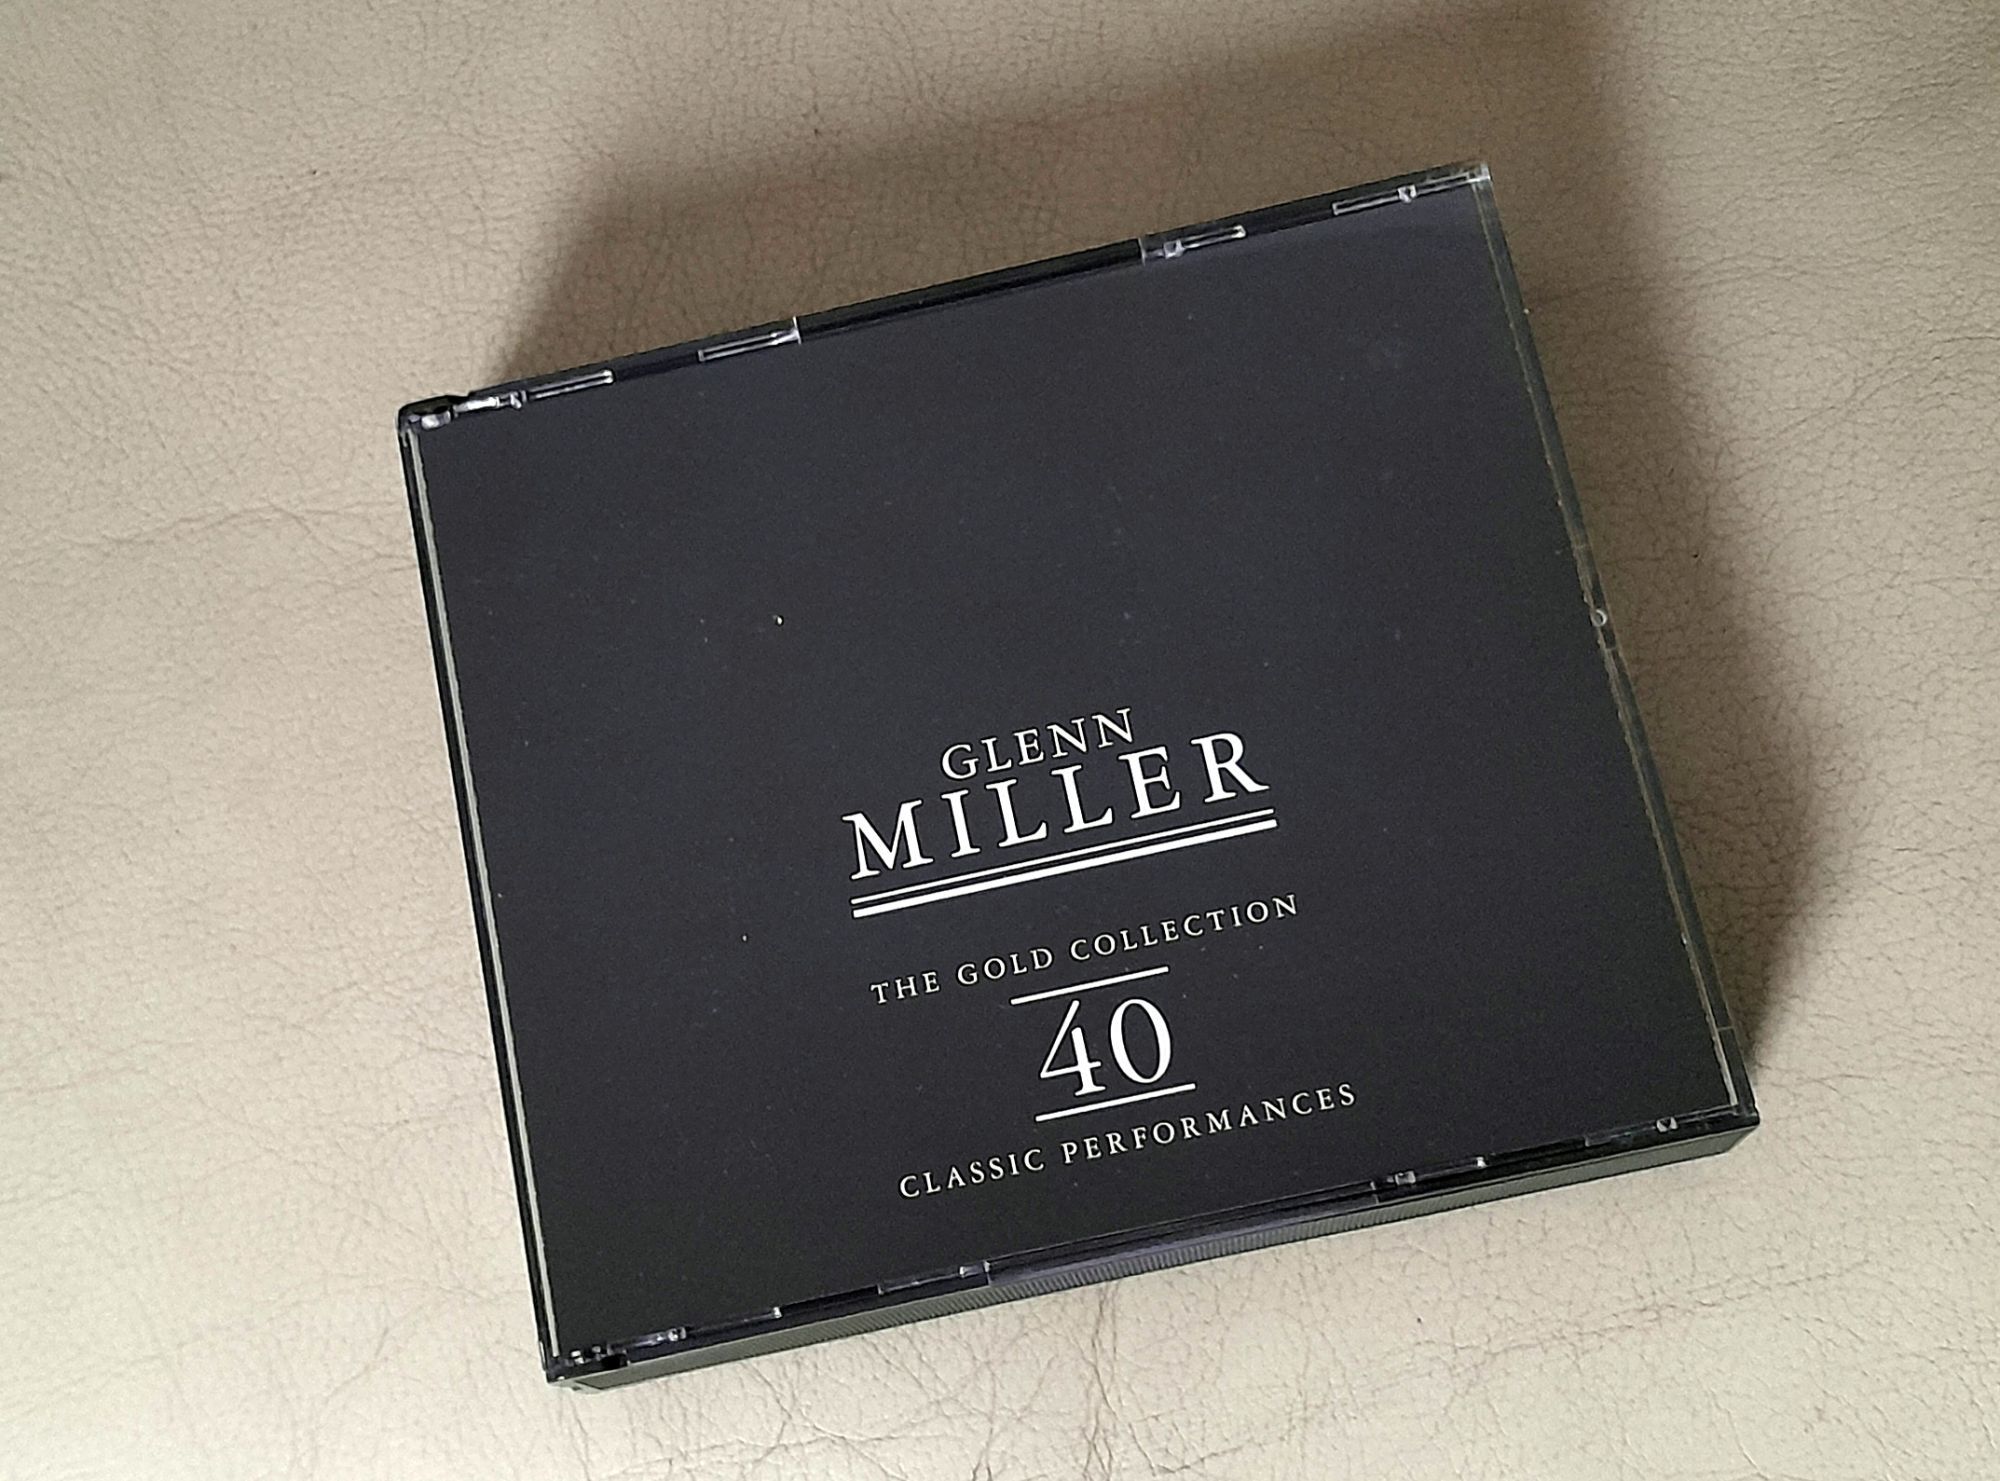 GLENN
MILLER
THE GOLD COLLECTION
40
CLASSIC PERFORMANCES